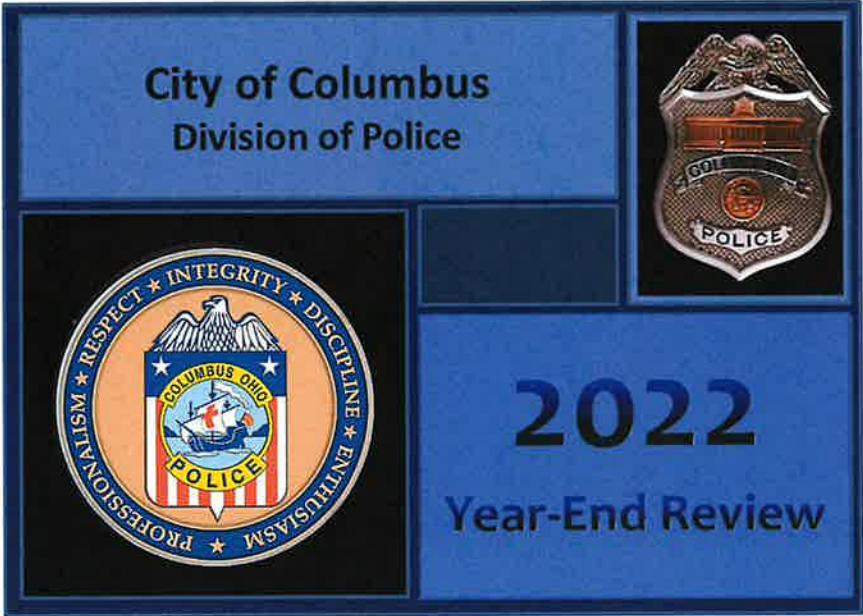 City of Columbus
Division of Police
POLICE
PROFESSIONALISM ★ RESPECT ★ INTEGRITY ★ DISCIPLINE ★ ENTHUSIASM ★
COLUMBUS OHIO
POLICE
2022
Year-End Review